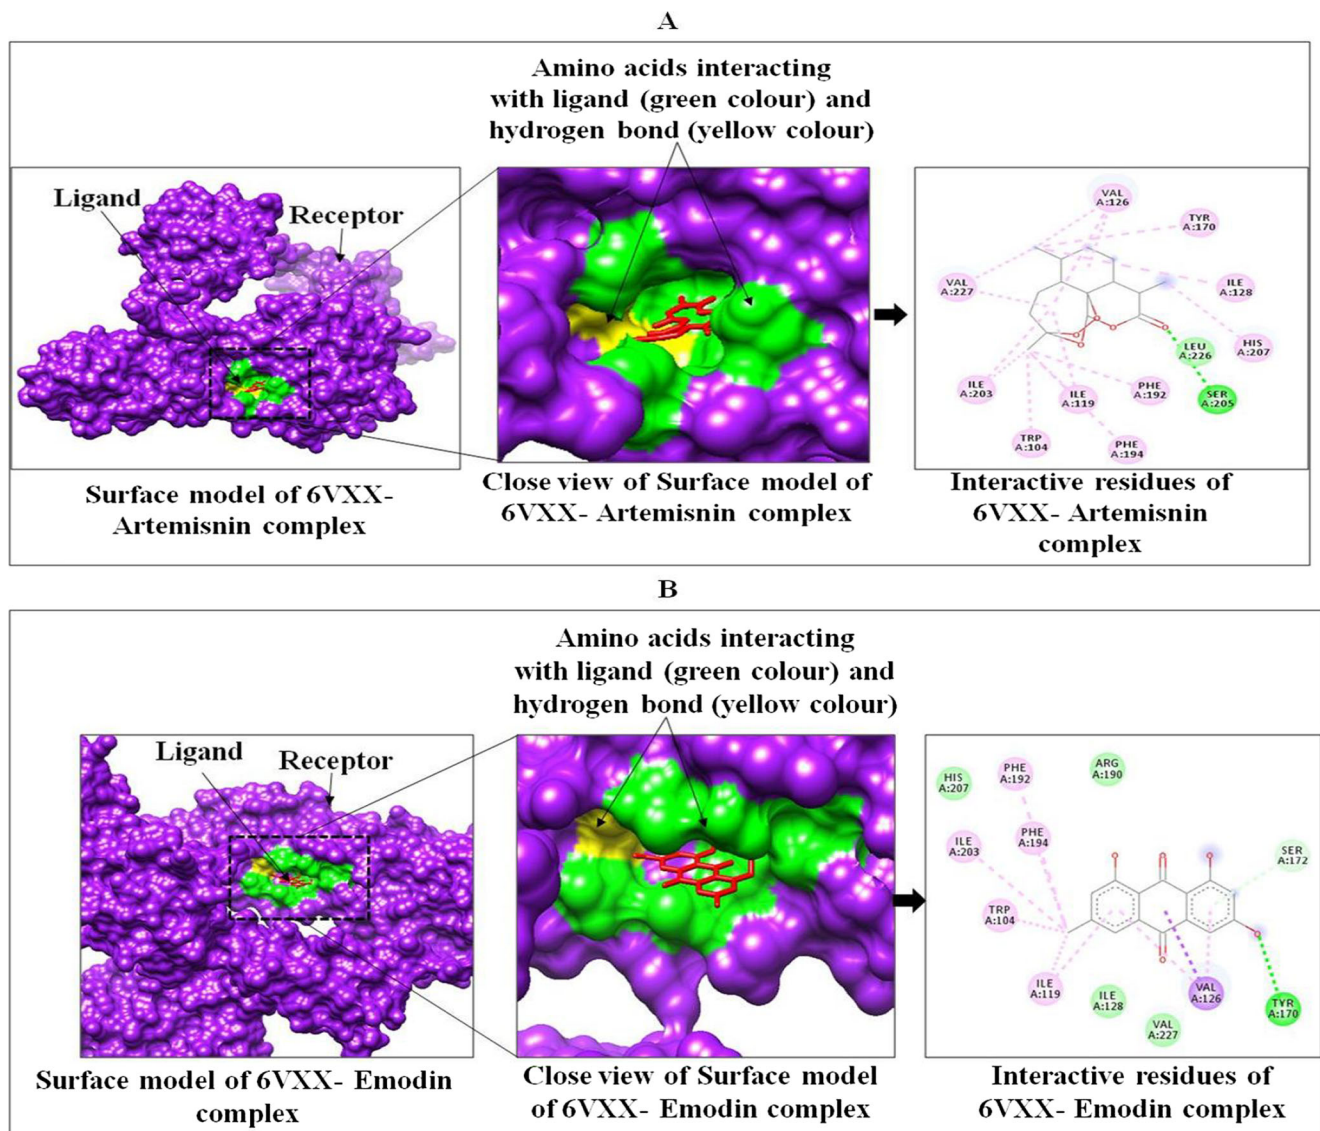 A
Amino acids interacting
with ligand (green colour) and
hydrogen bond (yellow colour)
Ligand
Receptor
VAL
A:126
TYR
A:170
VAL
A:227
ILE
A:128
LEU
A:226
HIS
A:207
ILE
A:203
ILE
A:119
PHE
A:192
SER
A:205
TRP
A:104
PHE
A:194
O
O
O
O
O
Surface model of 6VXX-
Artemisnin complex
Close view of Surface model of
6VXX- Artemisnin complex
Interactive residues of
6VXX- Artemisnin
complex
B
Amino acids interacting
with ligand (green colour) and
hydrogen bond (yellow colour)
Ligand
Receptor
HIS
A:207
PHE
A:192
ARG
A:190
ILE
A:203
PHE
A:194
SER
A:172
TRP
A:104
ILE
A:119
ILE
A:128
VAL
A:227
VAL
A:126
TYR
A:170
O
O
O
O
O
Surface model of 6VXX- Emodin
complex
Close view of Surface model
of 6VXX- Emodin complex
Interactive residues of
6VXX- Emodin complex